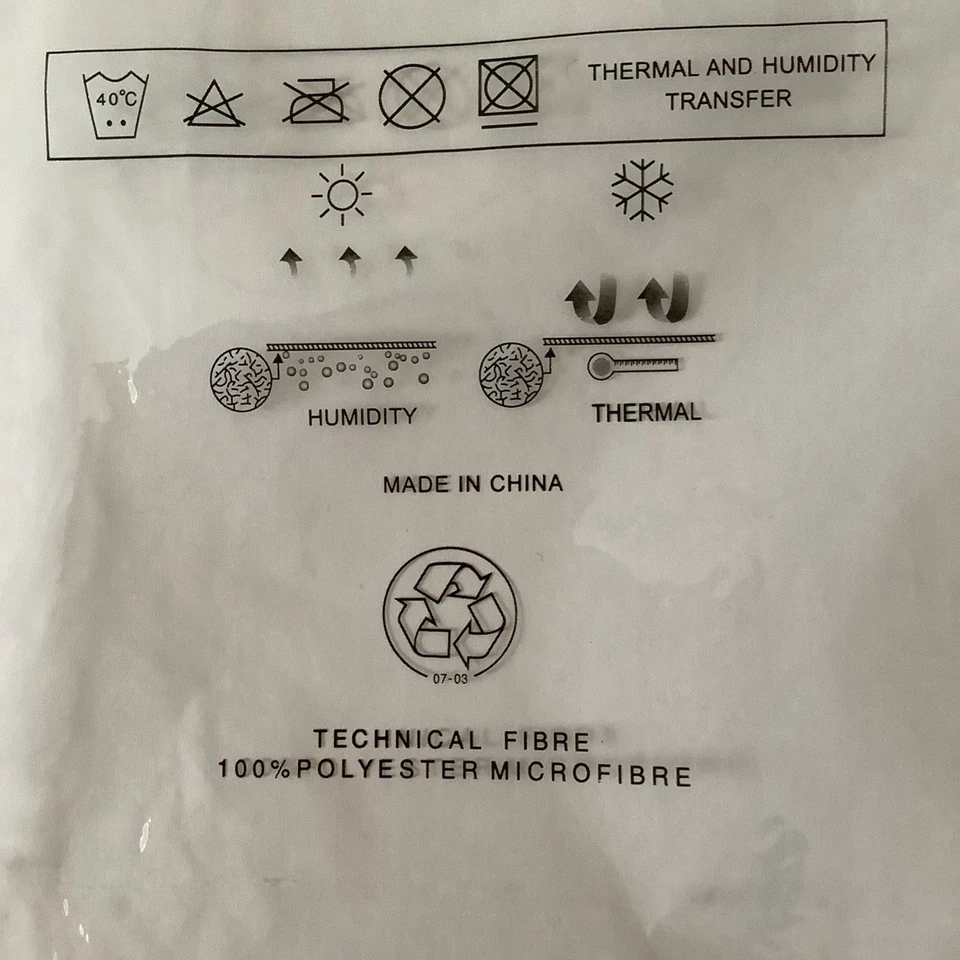 40°C
THERMAL AND HUMIDITY
TRANSFER
HUMIDITY
THERMAL
MADE IN CHINA
07-03
TECHNICAL FIBRE
100%POLYESTER MICROFIBRE